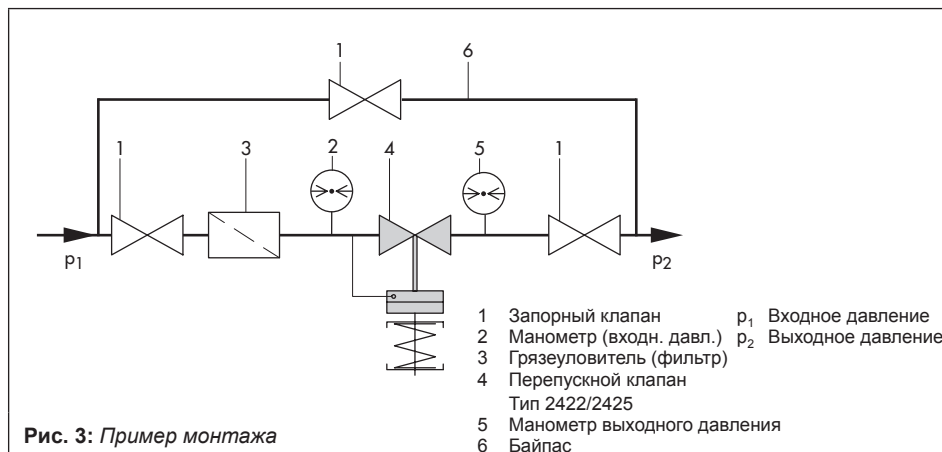 1 6
1 3 2 4 5 1
p1 p2
1 Запорный клапан p1 Входное давление
2 Манометр (входн. давл.) p2 Выходное давление
3 Грязеуловитель (фильтр)
4 Перепускной клапан
Тип 2422/2425
5 Манометр выходного давления
6 Байпас
Рис. 3: Пример монтажа